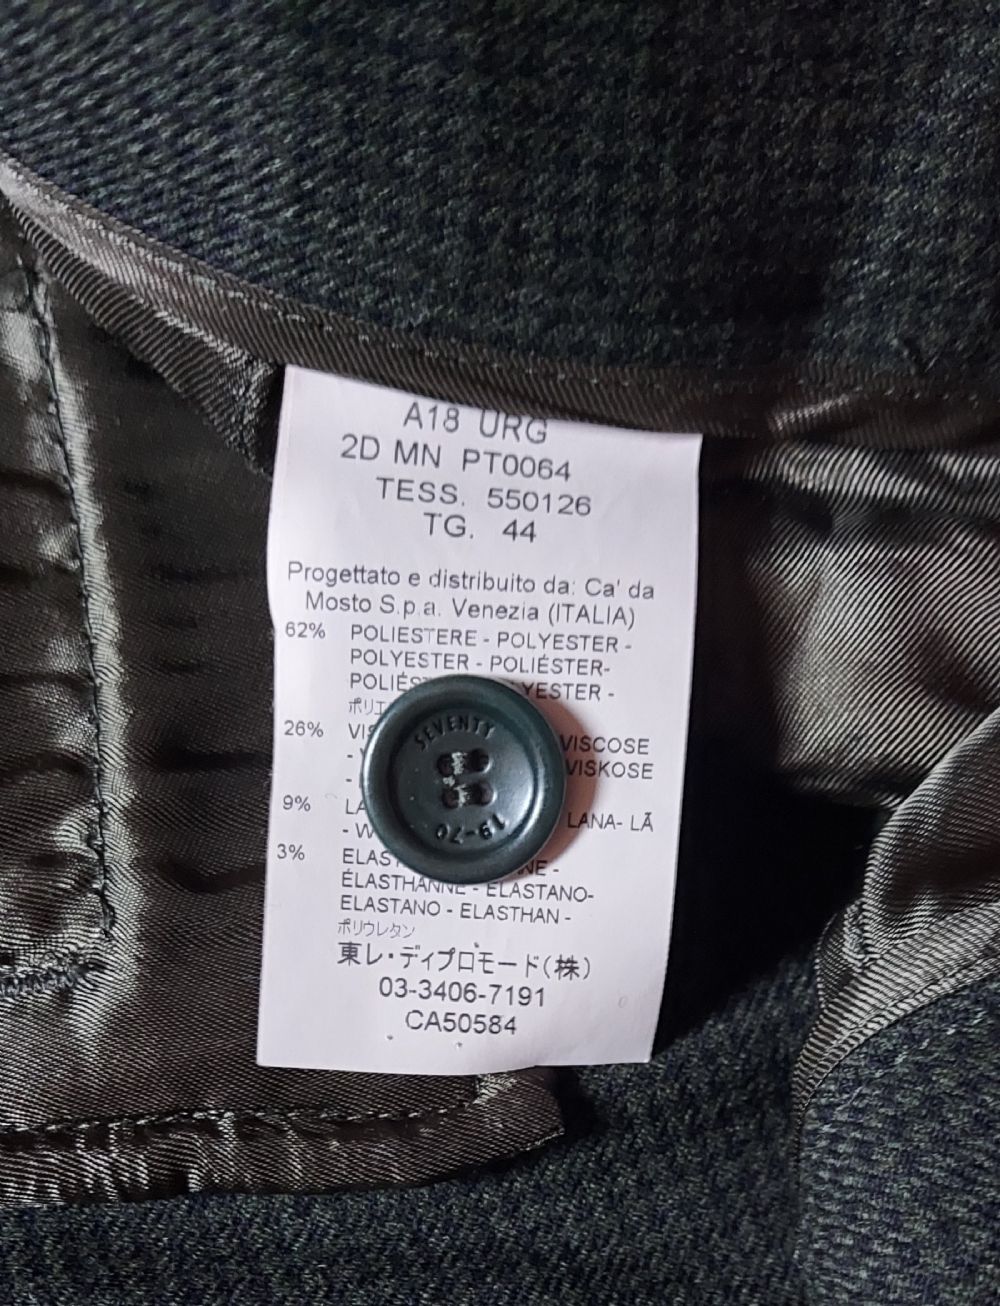 A18 URG
2D MN PT0064
TESS. 550126
TG. 44
Progettato e distribuito da: Ca' da
Mosto S.p.a. Venezia (ITALIA)
62% POLIESTERE - POLYESTER -
POLYESTER - POLIÉSTER-
26% VISCOSE
VISKOSE
9% LANA- LÃ
3%
ÉLASTHANNE - ELASTANO-
ELASTANO - ELASTHAN -
ポリウレタン
東レ・ディプロモード(株)
03-3406-7191
CA50584
SEVENTY
19-70